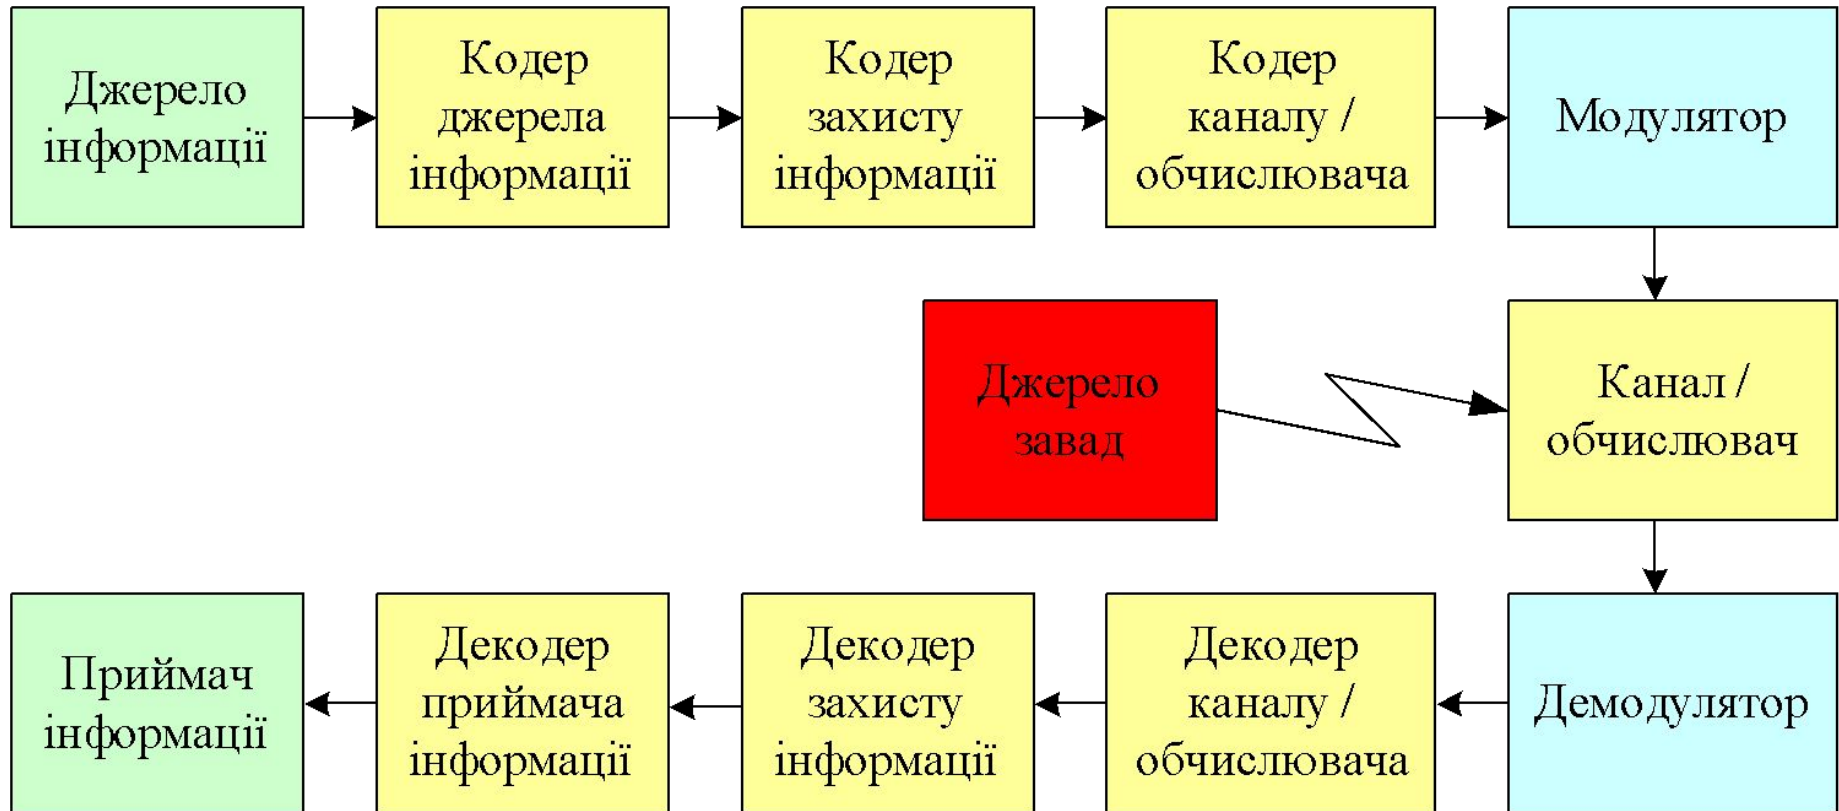 Джерело
інформації
Кодер
джерела
інформації
Кодер
захисту
інформації
Кодер
каналу /
обчислювача
Модулятор
Джерело
завад
Канал /
обчислювач
Приймач
інформації
Декодер
приймача
інформації
Декодер
захисту
інформації
Декодер
каналу /
обчислювача
Демодулятор